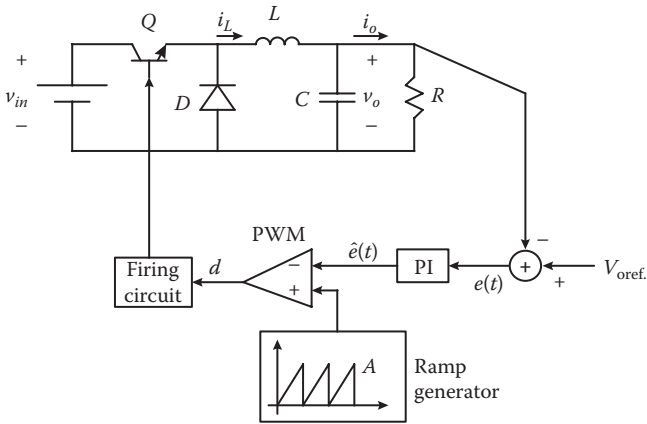 Q
i_L
L
i_o
+
v_in
−
D
C
+
v_o
−
R
PWM
Firing
circuit
d
−
+
ê(t)
PI
e(t)
−
+
+
V_oref.
A
Ramp
generator